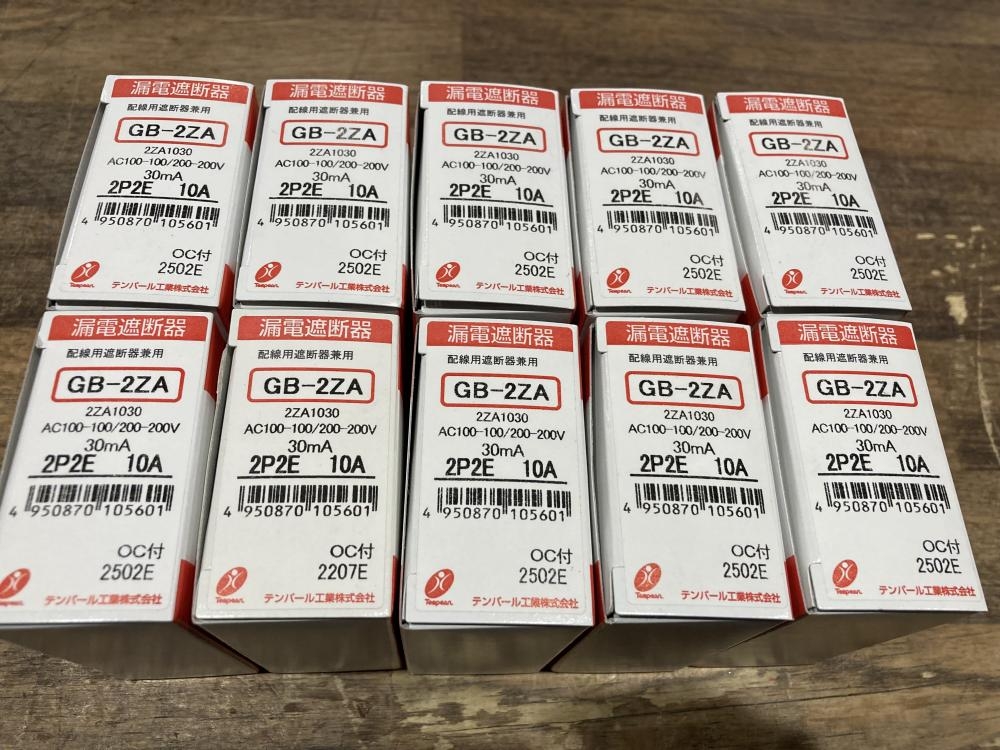 漏電遮断器
配線用遮断器兼用
GB-2ZA
2ZA1030
AC100-100/200-200V
30mA
2P2E 10A
4 950870 105601
OC付
2502E
Tempearl
テンパール工業株式会社
漏電遮断器
配線用遮断器兼用
GB-2ZA
2ZA1030
AC100-100/200-200V
30mA
2P2E 10A
4 950870 105601
OC付
2502E
Tempearl
テンパール工業株式会社
漏電遮断器
配線用遮断器兼用
GB-2ZA
2ZA1030
AC100-100/200-200V
30mA
2P2E 10A
4 950870 105601
OC付
2502E
Tempearl
テンパール工業株式会社
漏電遮断器
配線用遮断器兼用
GB-2ZA
2ZA1030
AC100-100/200-200V
30mA
2P2E 10A
4 950870 105601
OC付
2502E
Tempearl
テンパール工業株式会社
漏電遮断器
配線用遮断器兼用
GB-2ZA
2ZA1030
AC100-100/200-200V
30mA
2P2E 10A
4 950870 105601
OC付
2502E
Tempearl
テンパール工業株式会社
漏電遮断器
配線用遮断器兼用
GB-2ZA
2ZA1030
AC100-100/200-200V
30mA
2P2E 10A
4 950870 105601
OC付
2502E
Tempearl
テンパール工業株式会社
漏電遮断器
配線用遮断器兼用
GB-2ZA
2ZA1030
AC100-100/200-200V
30mA
2P2E 10A
4 950870 105601
OC付
2207E
Tempearl
テンパール工業株式会社
漏電遮断器
配線用遮断器兼用
GB-2ZA
2ZA1030
AC100-100/200-200V
30mA
2P2E 10A
4 950870 105601
OC付
2502E
Tempearl
テンパール工業株式会社
漏電遮断器
配線用遮断器兼用
GB-2ZA
2ZA1030
AC100-100/200-200V
30mA
2P2E 10A
4 950870 105601
OC付
2502E
Tempearl
テンパール工業株式会社
漏電遮断器
配線用遮断器兼用
GB-2ZA
2ZA1030
AC100-100/200-200V
30mA
2P2E 10A
4 950870 105601
OC付
2502E
Tempearl
テンパール工業株式会社